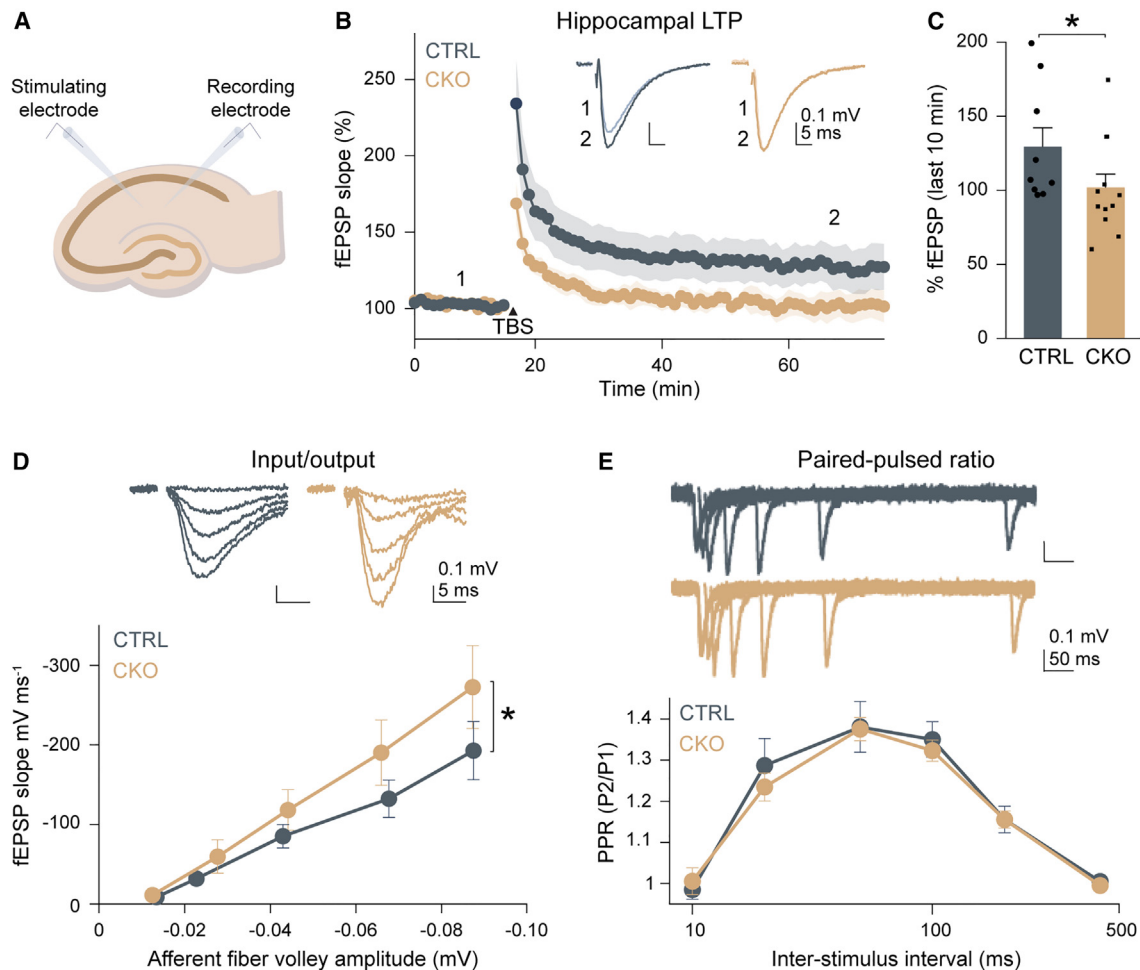 A
Stimulating
electrode
Recording
electrode
B
Hippocampal LTP
CTRL
CKO
fEPSP slope (%)
250
200
150
100
1
2
1
2
0.1 mV
5 ms
1
2
TBS
0
20
40
60
Time (min)
C
*
% fEPSP (last 10 min)
200
150
100
50
0
CTRL
CKO
D
Input/output
0.1 mV
5 ms
CTRL
CKO
*
fEPSP slope mV ms⁻¹
-300
-200
-100
0
0
-0.02
-0.04
-0.06
-0.08
-0.10
Afferent fiber volley amplitude (mV)
E
Paired-pulsed ratio
0.1 mV
50 ms
CTRL
CKO
PPR (P2/P1)
1.4
1.3
1.2
1.1
1
10
100
500
Inter-stimulus interval (ms)